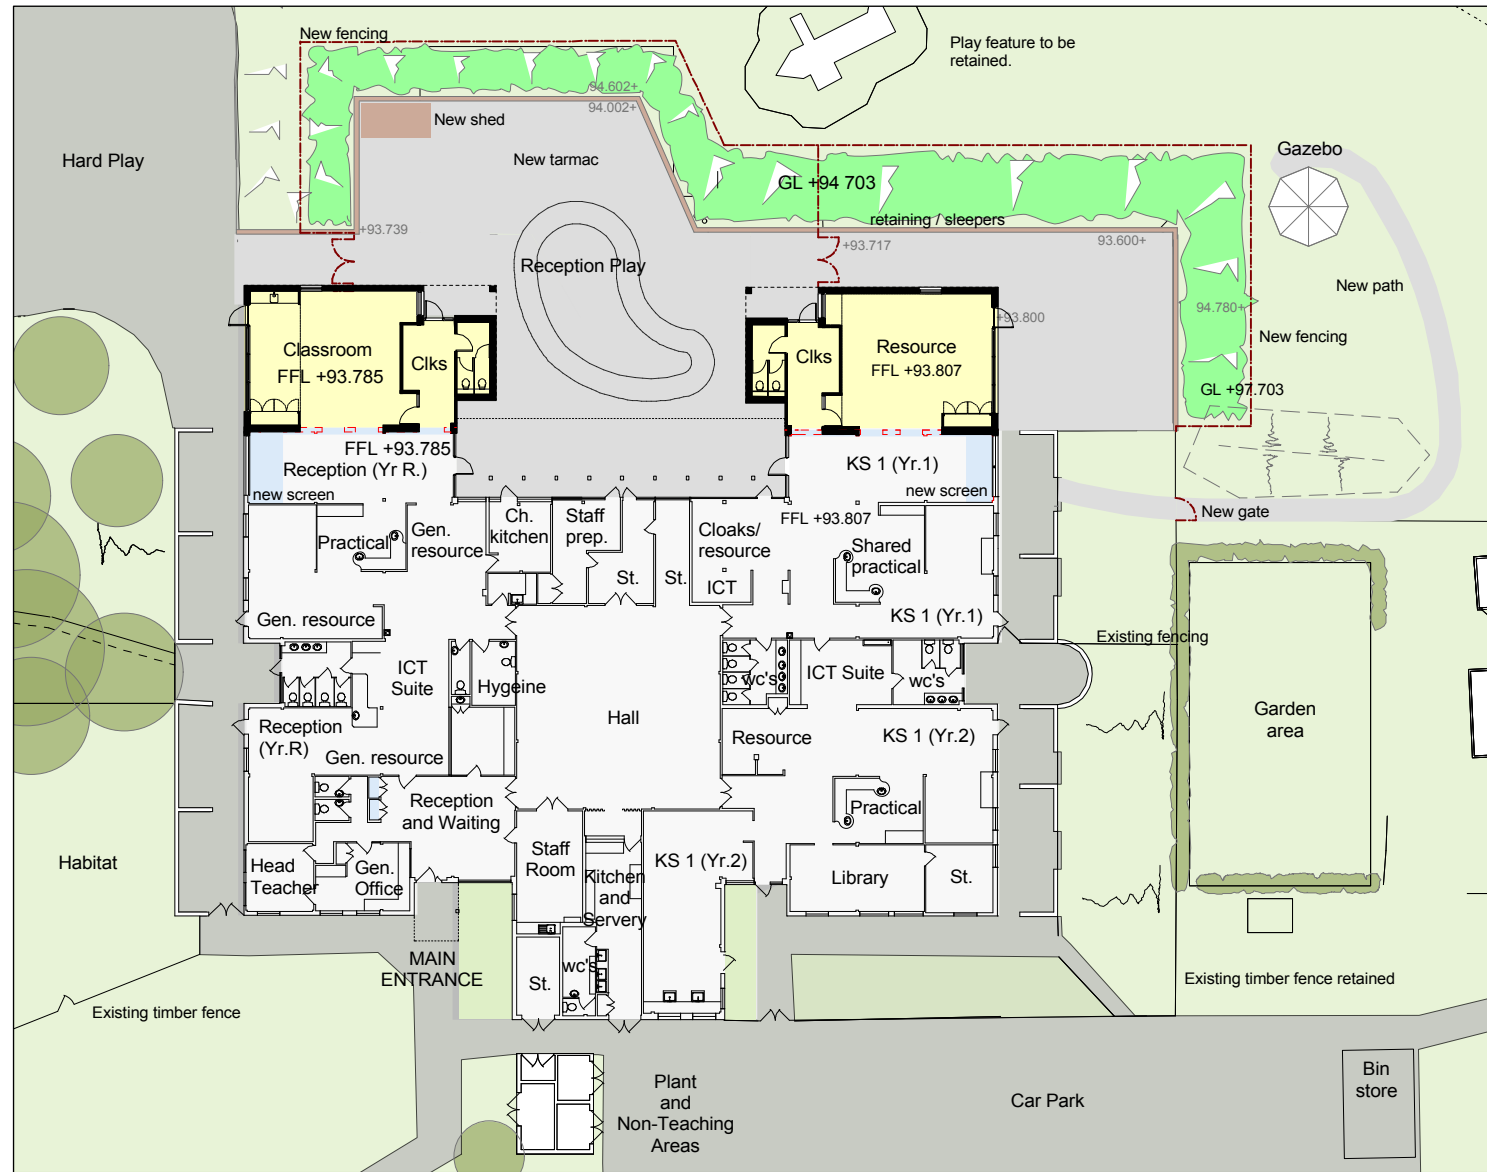 New fencing
Play feature to be
retained.
94.602+
94.002+
New shed
Hard Play
New tarmac
Gazebo
GL +94 703
retaining / sleepers
+93.739
+93.717
93.600+
Reception Play
New path
94.780+
+93.800
New fencing
Classroom
FFL +93.785
Clks
Clks
Resource
FFL +93.807
GL +97.703
FFL +93.785
Reception (Yr R.)
new screen
KS 1 (Yr.1)
new screen
New gate
Practical
Gen.
resource
Ch.
kitchen
Staff
prep.
St.
St.
Cloaks/
resource
ICT
FFL +93.807
Shared
practical
Gen. resource
KS 1 (Yr.1)
Existing fencing
ICT
Suite
Hygeine
wc's
ICT Suite
wc's
Hall
Reception
(Yr.R)
Gen. resource
Resource
KS 1 (Yr.2)
Garden
area
Reception
and Waiting
Practical
Habitat
Head
Teacher
Gen.
Office
Staff
Room
Kitchen
and
Servery
KS 1 (Yr.2)
Library
St.
MAIN
ENTRANCE
St.
wc's
Existing timber fence retained
Existing timber fence
Plant
and
Non-Teaching
Areas
Car Park
Bin
store